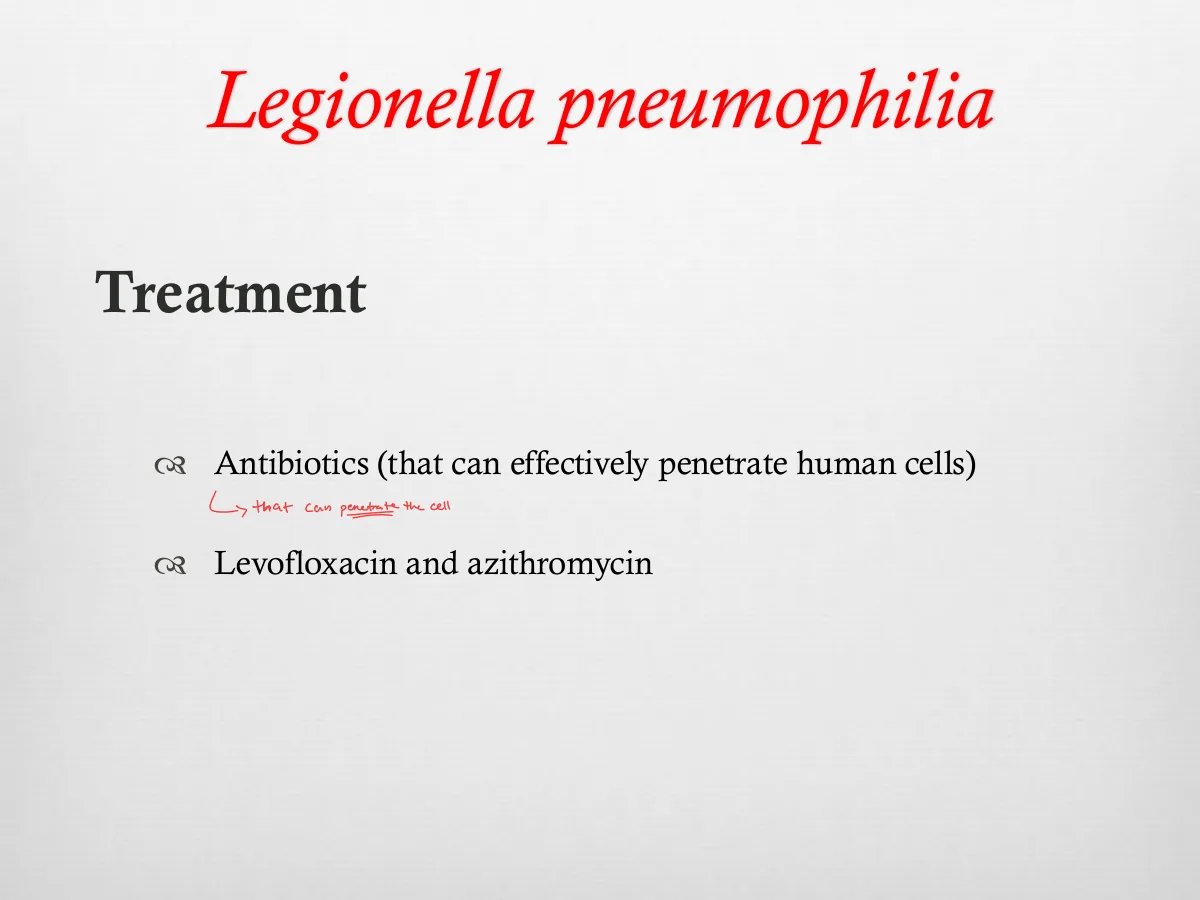 Legionella pneumophilia
Treatment
Antibiotics (that can effectively penetrate human cells)
that can penetrate the cell
Levofloxacin and azithromycin